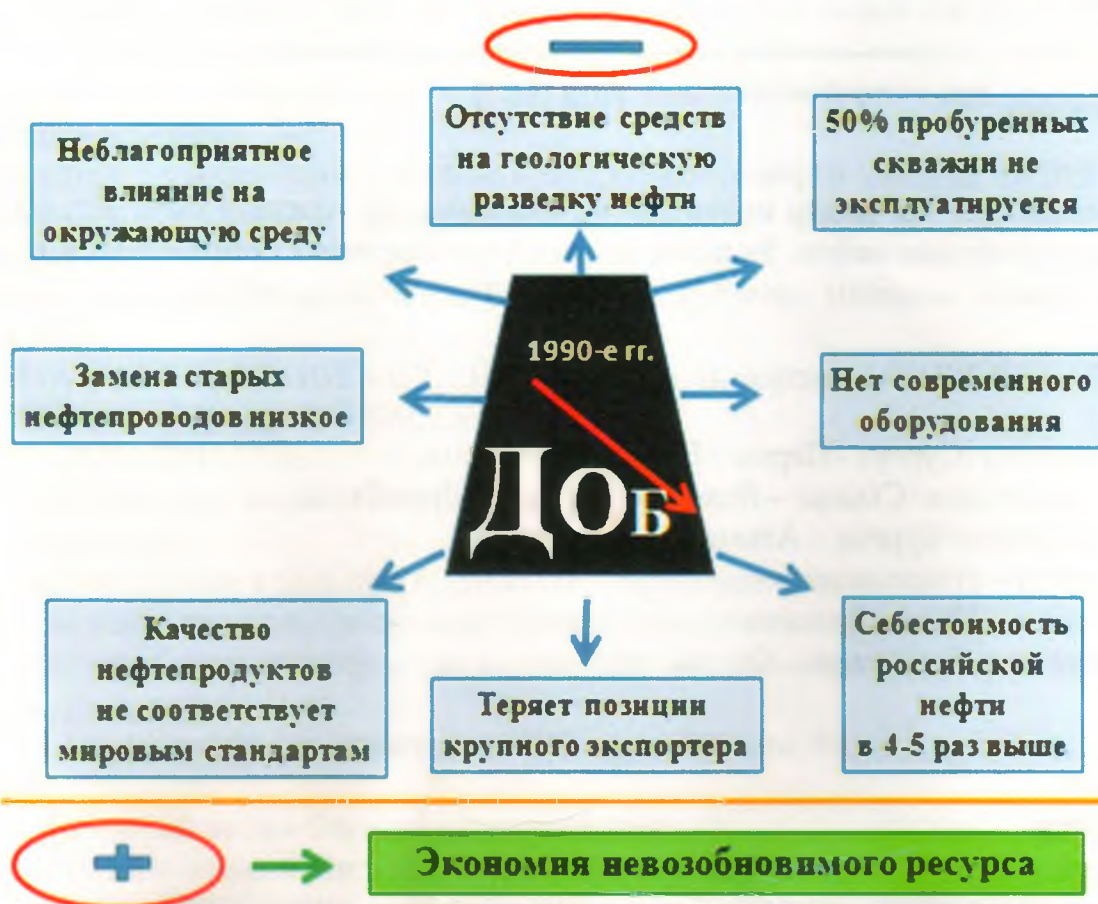 Неблагоприятное
влияние на
окружающую среду
Отсутствие средств
на геологическую
разведку нефти
50% пробуренных
скважин не
эксплуатируется
Замена старых
нефтепроводов низкое
1990-е гг.
ДОБ
Нет современного
оборудования
Качество
нефтепродуктов
не соответствует
мировым стандартам
Теряет позиции
крупного экспортера
Себестоимость
российской
нефти
в 4-5 раз выше
Экономия невозобновимого ресурса